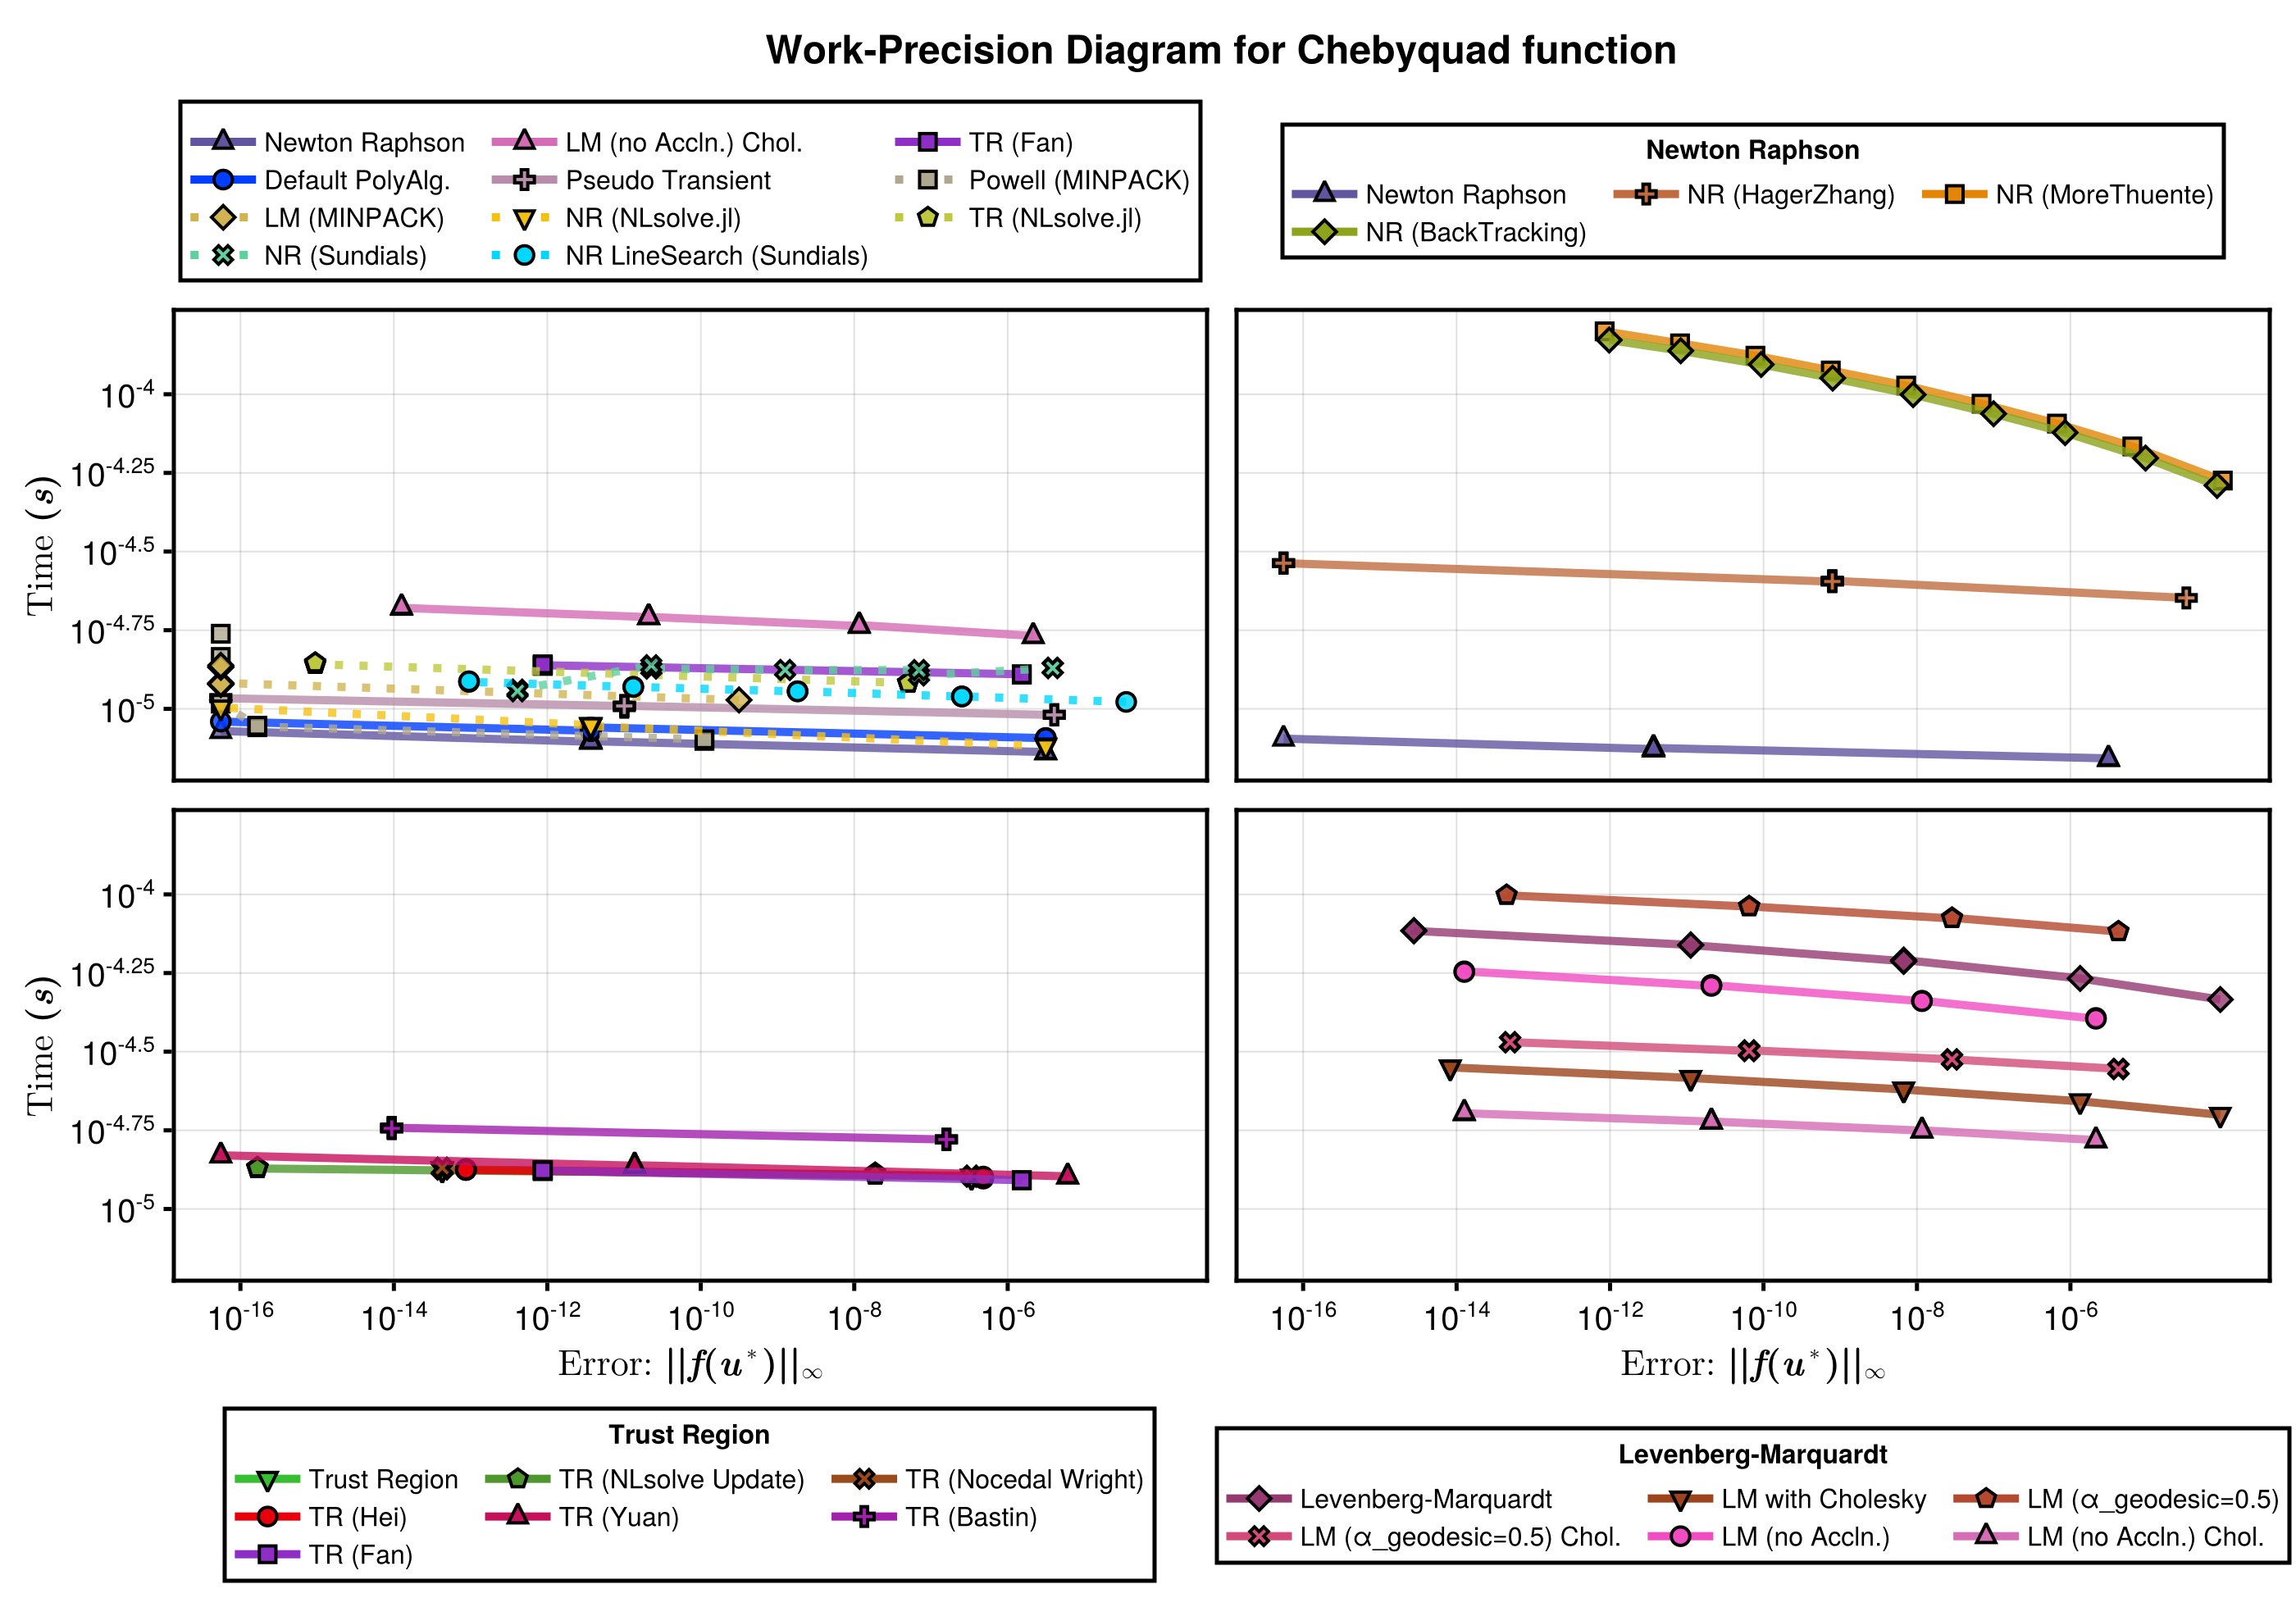 Work-Precision Diagram for Chebyquad function
Newton Raphson LM (no Accln.) Chol. TR (Fan)
Default PolyAlg. Pseudo Transient Powell (MINPACK)
LM (MINPACK) NR (NLsolve.jl) TR (NLsolve.jl)
NR (Sundials) NR LineSearch (Sundials)
Newton Raphson
Newton Raphson NR (HagerZhang) NR (MoreThuente)
NR (BackTracking)
Time (s)
10⁻⁴
10^-4.25
10^-4.5
10^-4.75
10⁻⁵
Time (s)
10⁻⁴
10^-4.25
10^-4.5
10^-4.75
10⁻⁵
10⁻¹⁶ 10⁻¹⁴ 10⁻¹² 10⁻¹⁰ 10⁻⁸ 10⁻⁶
Error: ||f(u*)||∞
10⁻¹⁶ 10⁻¹⁴ 10⁻¹² 10⁻¹⁰ 10⁻⁸ 10⁻⁶
Error: ||f(u*)||∞
Trust Region
Trust Region TR (NLsolve Update) TR (Nocedal Wright)
TR (Hei) TR (Yuan) TR (Bastin)
TR (Fan)
Levenberg-Marquardt
Levenberg-Marquardt LM with Cholesky LM (α_geodesic=0.5)
LM (α_geodesic=0.5) Chol. LM (no Accln.) LM (no Accln.) Chol.